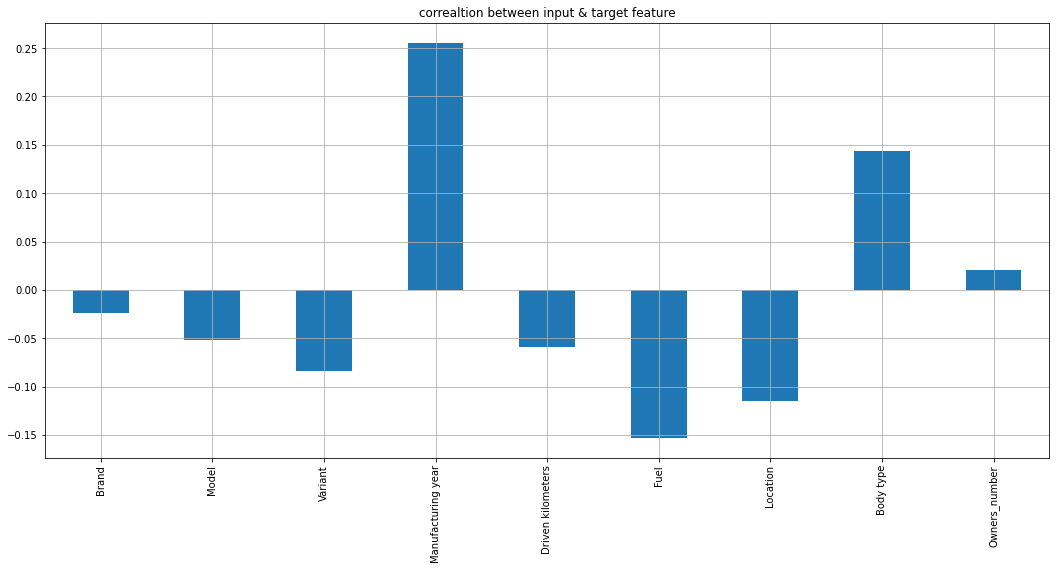 correaltion between input & target feature
0.25
0.20
0.15
0.10
0.05
0.00
−0.05
−0.10
−0.15
Brand
Model
Variant
Manufacturing year
Driven kilometers
Fuel
Location
Body type
Owners_number